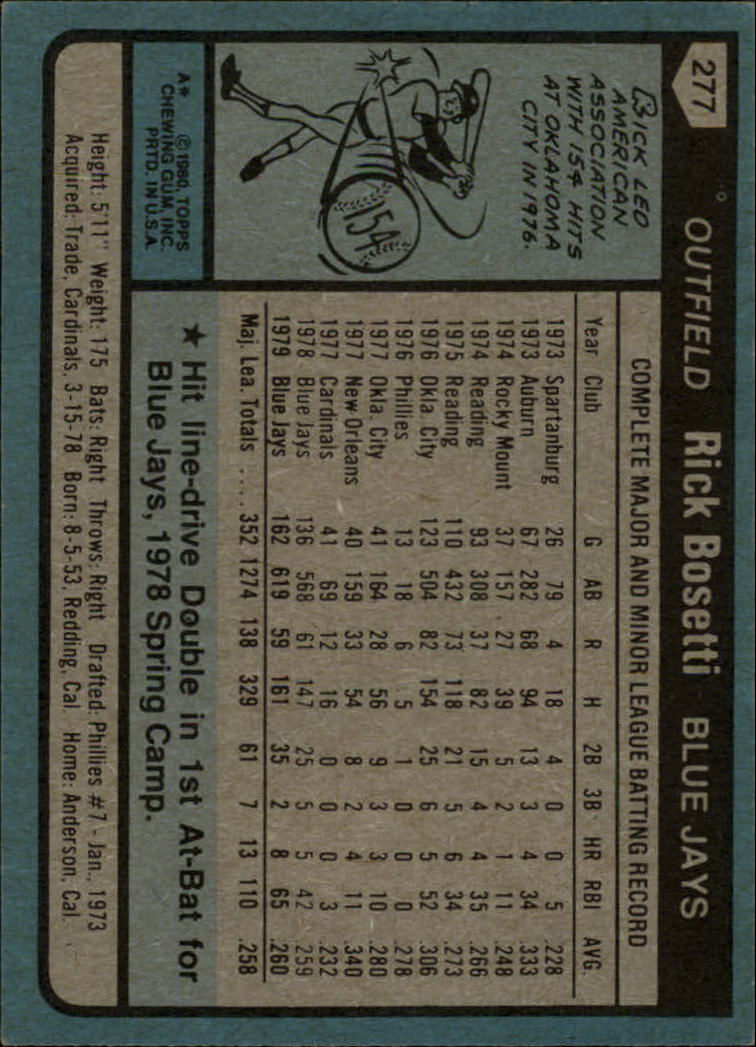 277
OUTFIELD Rick Bosetti BLUE JAYS
RICK LED
AMERICAN
ASSOCIATION
WITH 154 HITS
AT OKLAHOMA
CITY IN 1976.
154
A* © 1980, TOPPS
CHEWING GUM, INC.
PRTD. IN U.S.A.
COMPLETE MAJOR AND MINOR LEAGUE BATTING RECORD
Year Club G AB R H 2B 3B HR RBI AVG.
1973 Spartanburg 26 79 4 18 4 0 0 5 .228
1973 Auburn 67 282 68 94 13 3 4 34 .333
1974 Rocky Mount 37 157 27 39 5 2 1 11 .248
1974 Reading 93 308 37 82 15 4 4 35 .266
1975 Reading 110 432 73 118 21 5 6 34 .273
1976 Okla. City 123 504 82 154 25 6 5 52 .306
1976 Phillies 13 18 6 5 1 0 0 0 .278
1977 Okla. City 41 164 28 56 9 3 3 10 .280
1977 New Orleans 40 159 33 54 8 2 4 11 .340
1977 Cardinals 41 69 12 16 0 0 0 3 .232
1978 Blue Jays 136 568 61 147 25 5 5 42 .259
1979 Blue Jays 162 619 59 161 35 2 8 65 .260
Maj. Lea. Totals ..... 352 1274 138 329 61 7 13 110 .258
★ Hit line-drive Double in 1st At-Bat for
Blue Jays, 1978 Spring Camp.
Height: 5'11" Weight: 175 Bats: Right Throws: Right Drafted: Phillies #7 - Jan., 1973
Acquired: Trade, Cardinals, 3-15-78 Born: 8-5-53, Redding, Cal. Home: Anderson, Cal.